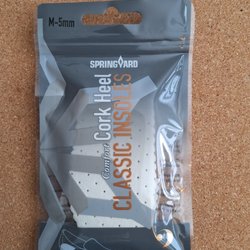 M-5mm
SPRINGYARD
Comfort Cork Heel
CLASSIC INSOLES